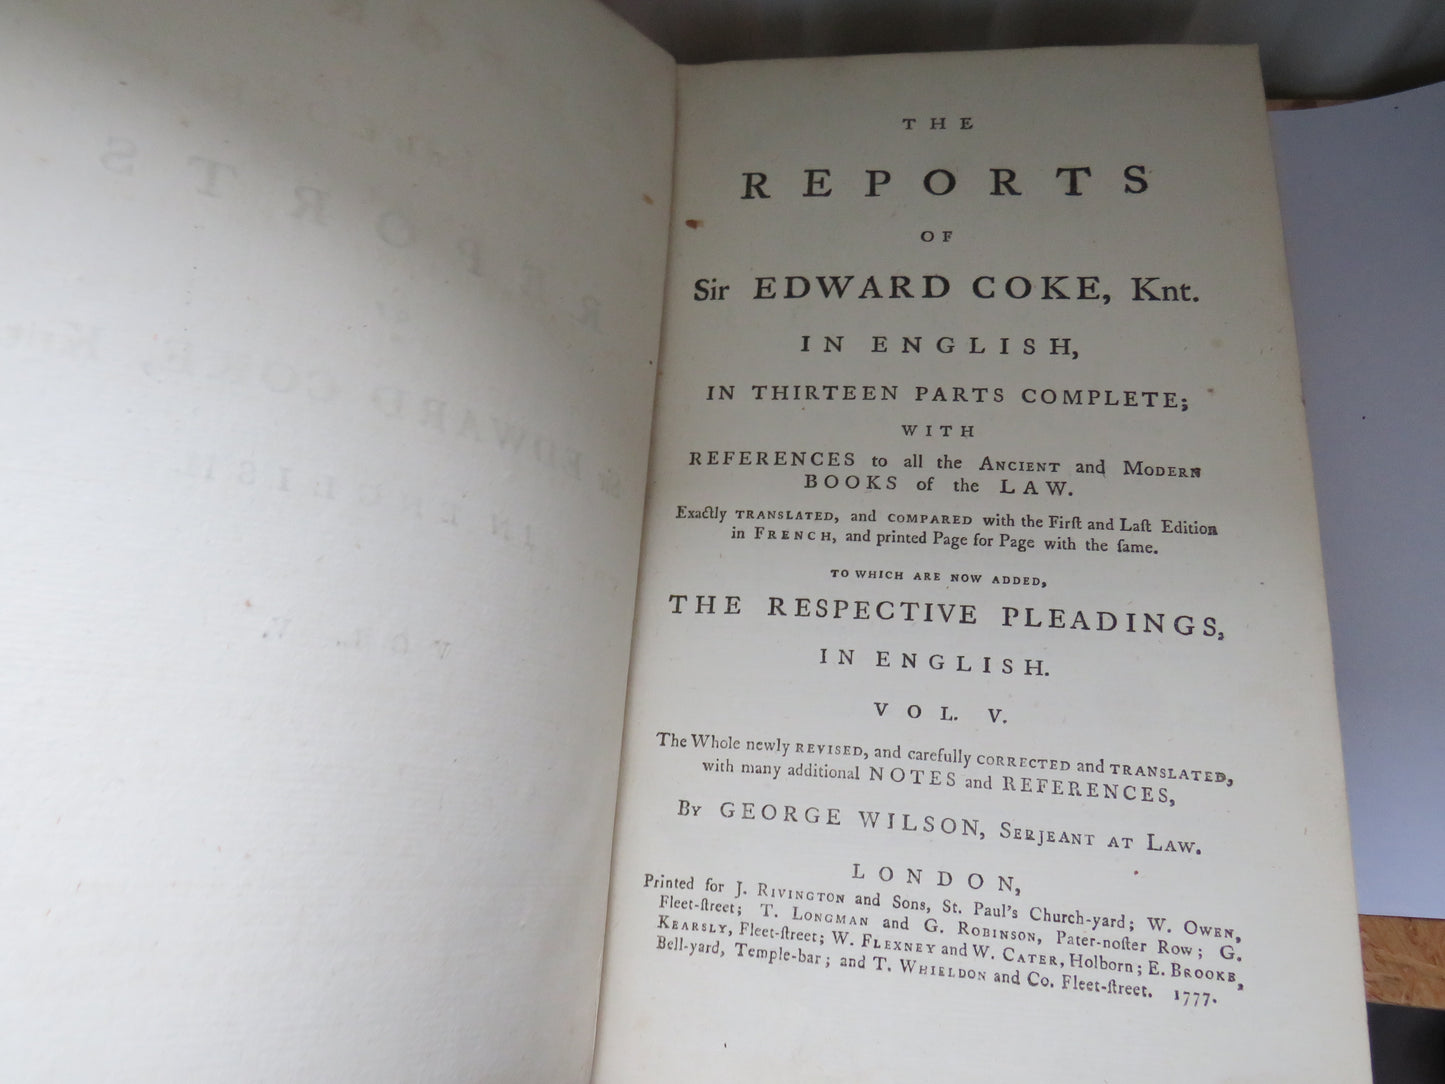 THE
REPORTS
OF
Sir EDWARD COKE, Knt.
IN ENGLISH,
IN THIRTEEN PARTS COMPLETE;
WITH
REFERENCES to all the ANCIENT and MODERN
BOOKS of the LAW.
Exactly TRANSLATED, and COMPARED with the Firſt and Laſt Edition
in FRENCH, and printed Page for Page with the ſame.
TO WHICH ARE NOW ADDED,
THE RESPECTIVE PLEADINGS,
IN ENGLISH.
VOL. V.
The Whole newly REVISED, and carefully CORRECTED and TRANSLATED,
with many additional NOTES and REFERENCES,
By GEORGE WILSON, SERJEANT AT LAW.
LONDON,
Printed for J. RIVINGTON and Sons, St. Paul's Church-yard; W. OWEN,
Fleet-ſtreet; T. LONGMAN and G. ROBINSON, Pater-noſter Row; G.
KEARSLY, Fleet-ſtreet; W. FLEXNEY and W. CATER, Holborn; E. BROOKE,
Bell-yard, Temple-bar; and T. WHIELDON and Co. Fleet-ſtreet. 1777.